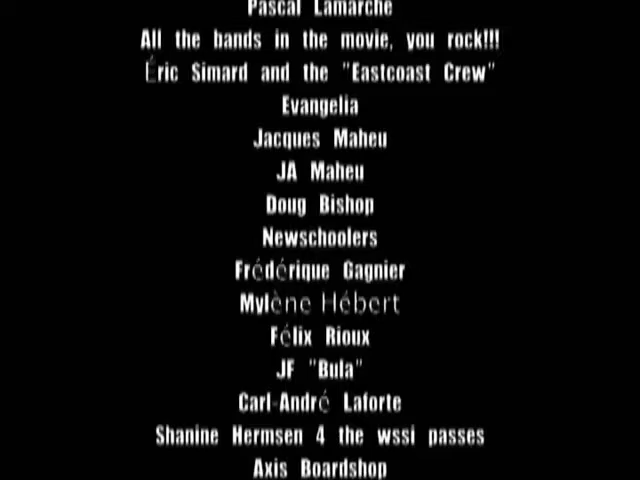 Pascal Lamarche
All the bands in the movie, you rock!!!
Éric Simard and the "Eastcoast Crew"
Evangelia
Jacques Maheu
JA Maheu
Doug Bishop
Newschoolers
Frédérique Gagnier
Mylène Hébert
Félix Rioux
JF "Bula"
Carl-André Laforte
Shanine Hermsen 4 the wssi passes
Axis Boardshop